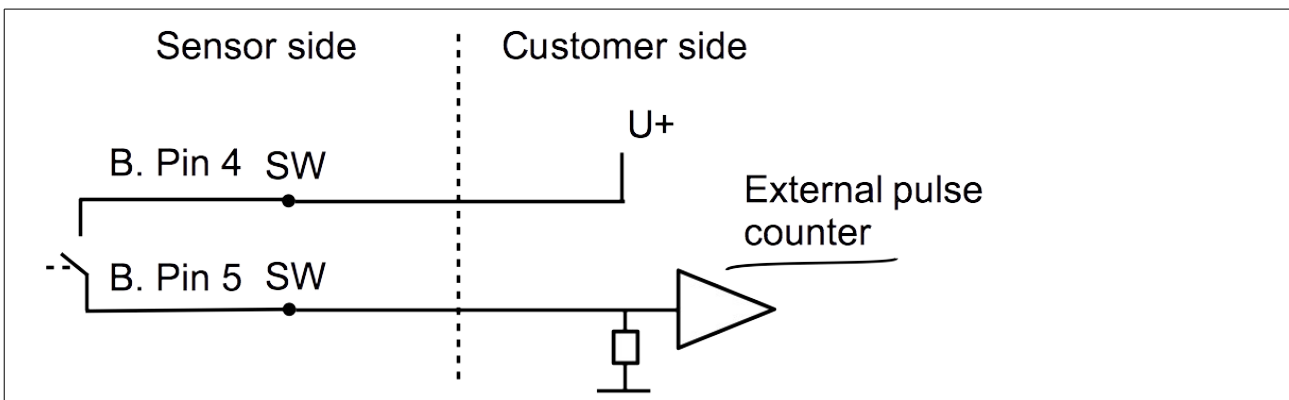 Sensor side
Customer side
U+
B. Pin 4 SW
External pulse
counter
B. Pin 5 SW